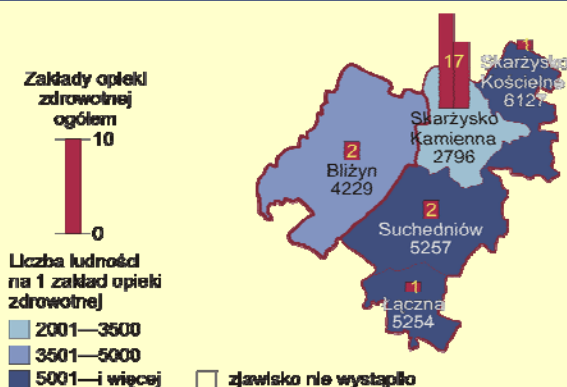 Zakłady opieki
zdrowotnej
ogółem
10
0
Liczba ludności
na 1 zakład opieki
zdrowotnej
2001—3500
3501—5000
5001—i więcej
zjawisko nie wystąpiło
17
Skarżysko
Kamienna
2796
1
Skarżysko
Kościelne
6127
2
Bliżyn
4229
2
Suchedniów
5257
1
Łączna
5254